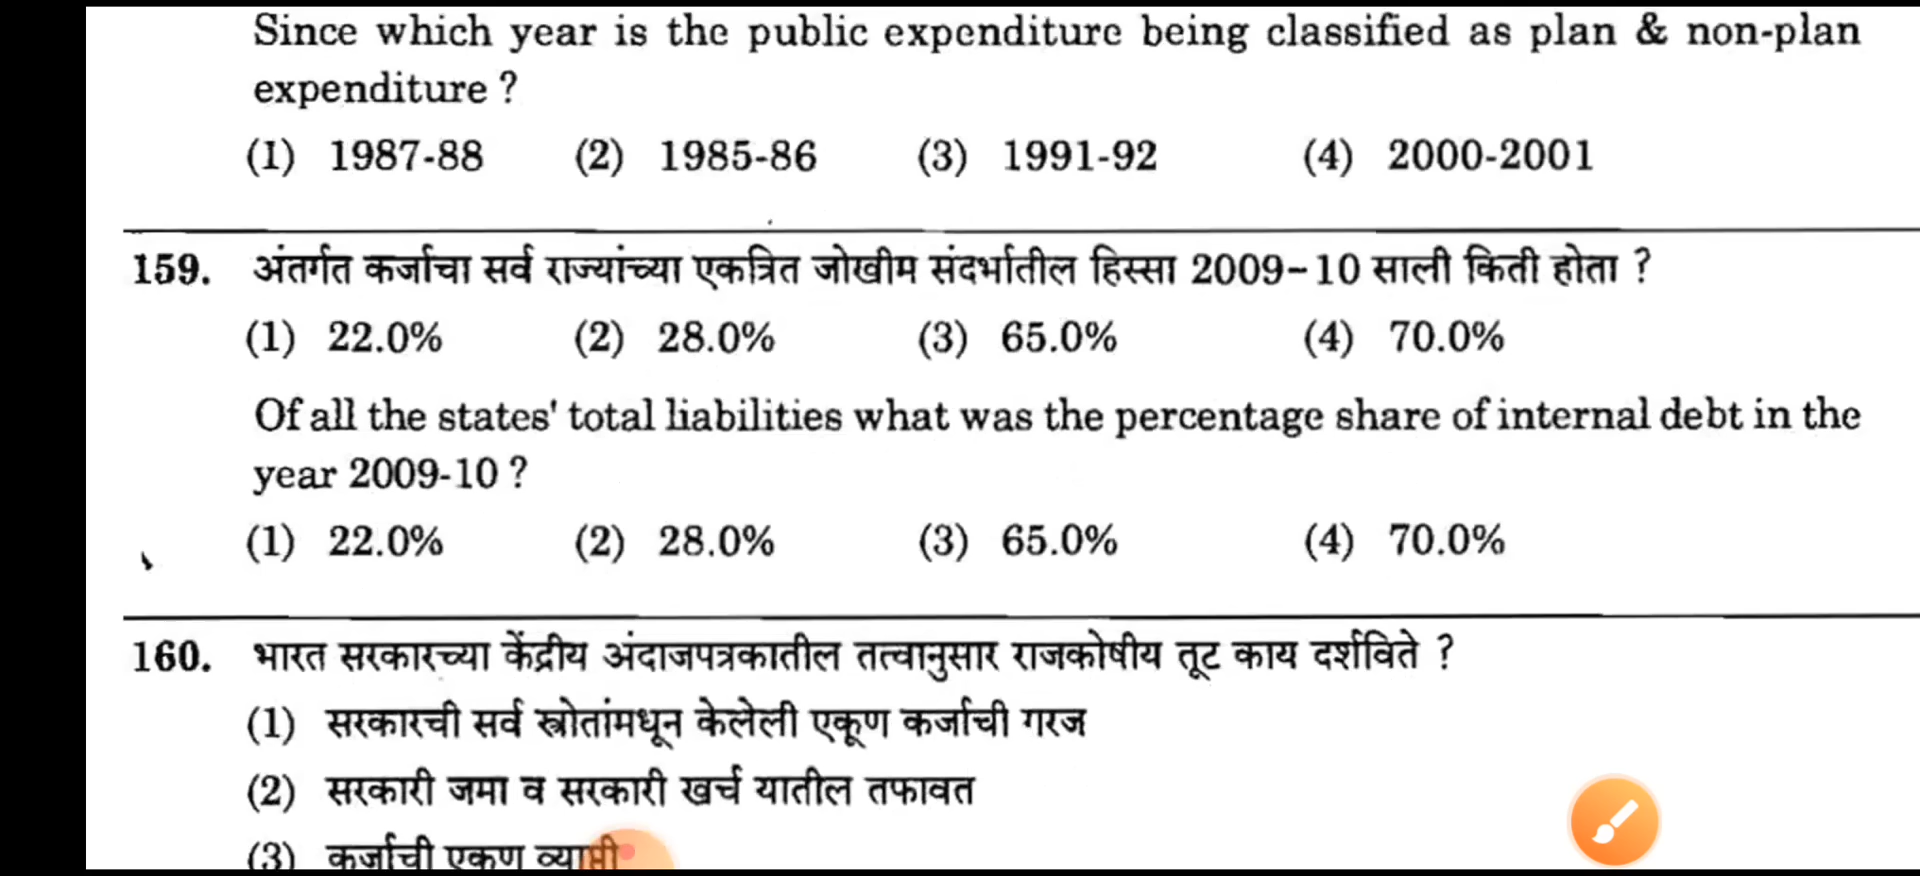 Since which year is the public expenditure being classified as plan & non-plan
expenditure ?
(1) 1987-88 (2) 1985-86 (3) 1991-92 (4) 2000-2001
159. अंतर्गत कर्जाचा सर्व राज्यांच्या एकत्रित जोखीम संदर्भातील हिस्सा 2009-10 साली किती होता ?
(1) 22.0% (2) 28.0% (3) 65.0% (4) 70.0%
Of all the states' total liabilities what was the percentage share of internal debt in the
year 2009-10 ?
(1) 22.0% (2) 28.0% (3) 65.0% (4) 70.0%
160. भारत सरकारच्या केंद्रीय अंदाजपत्रकातील तत्वानुसार राजकोषीय तूट काय दर्शविते ?
(1) सरकारची सर्व स्त्रोतांमधून केलेली एकूण कर्जाची गरज
(2) सरकारी जमा व सरकारी खर्च यातील तफावत
(3) कर्जाची एकूण